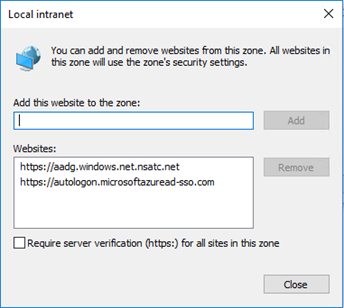 Local intranet
You can add and remove websites from this zone. All websites
in this zone will use the zone's security settings.
Add this website to the zone:
Add
Websites:
https://aadg.windows.net.nsatc.net
https://autologon.microsoftazuread-sso.com
Remove
Require server verification (https:) for all sites in this zone
Close